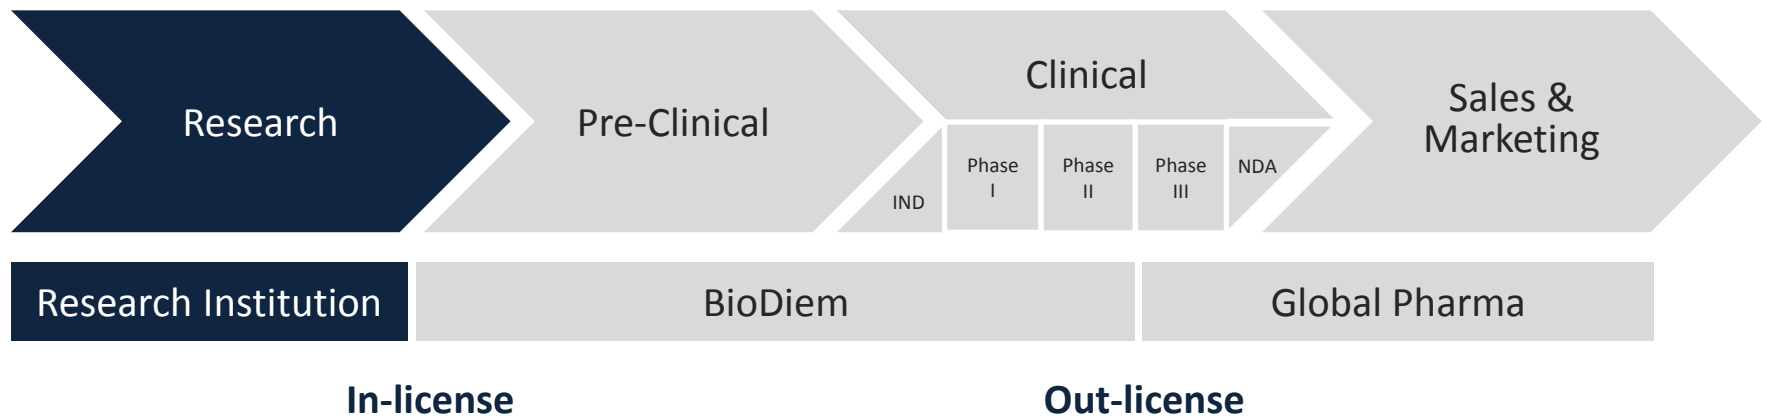 Research
Pre-Clinical
Clinical
IND
Phase
I
Phase
II
Phase
III
NDA
Sales &
Marketing
Research Institution
BioDiem
Global Pharma
In-license
Out-license